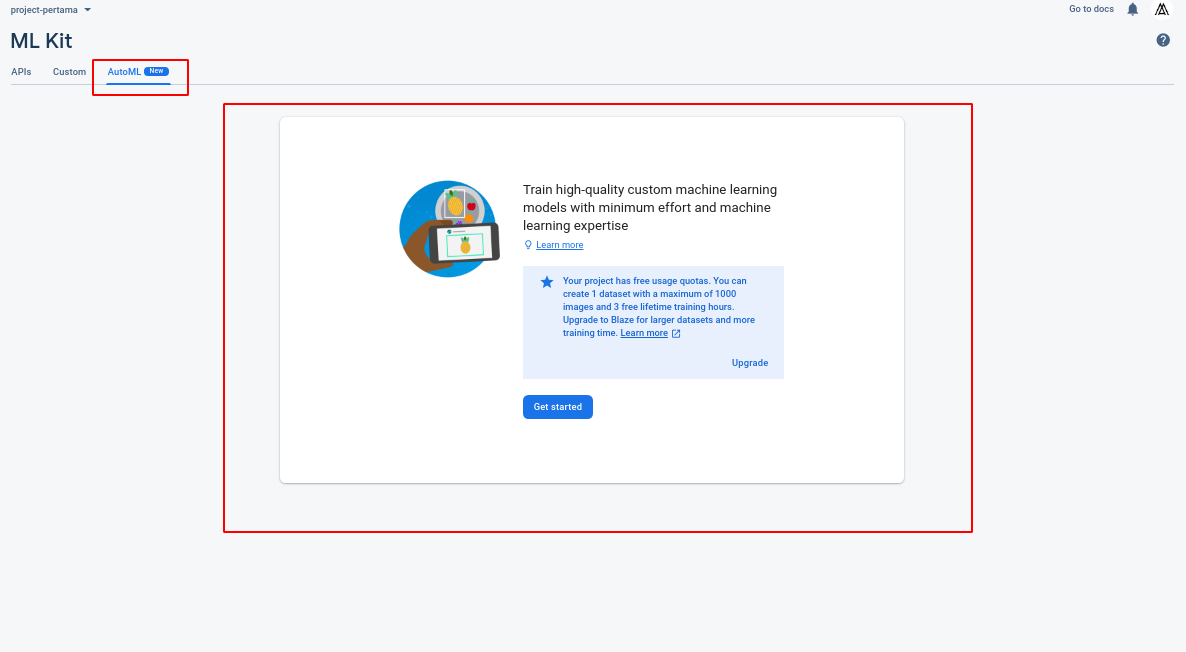 project-pertama
Go to docs
ML Kit
APIs Custom AutoML New
Train high-quality custom machine learning
models with minimum effort and machine
learning expertise
Learn more
Your project has free usage quotas. You can
create 1 dataset with a maximum of 1000
images and 3 free lifetime training hours.
Upgrade to Blaze for larger datasets and more
training time. Learn more
Upgrade
Get started